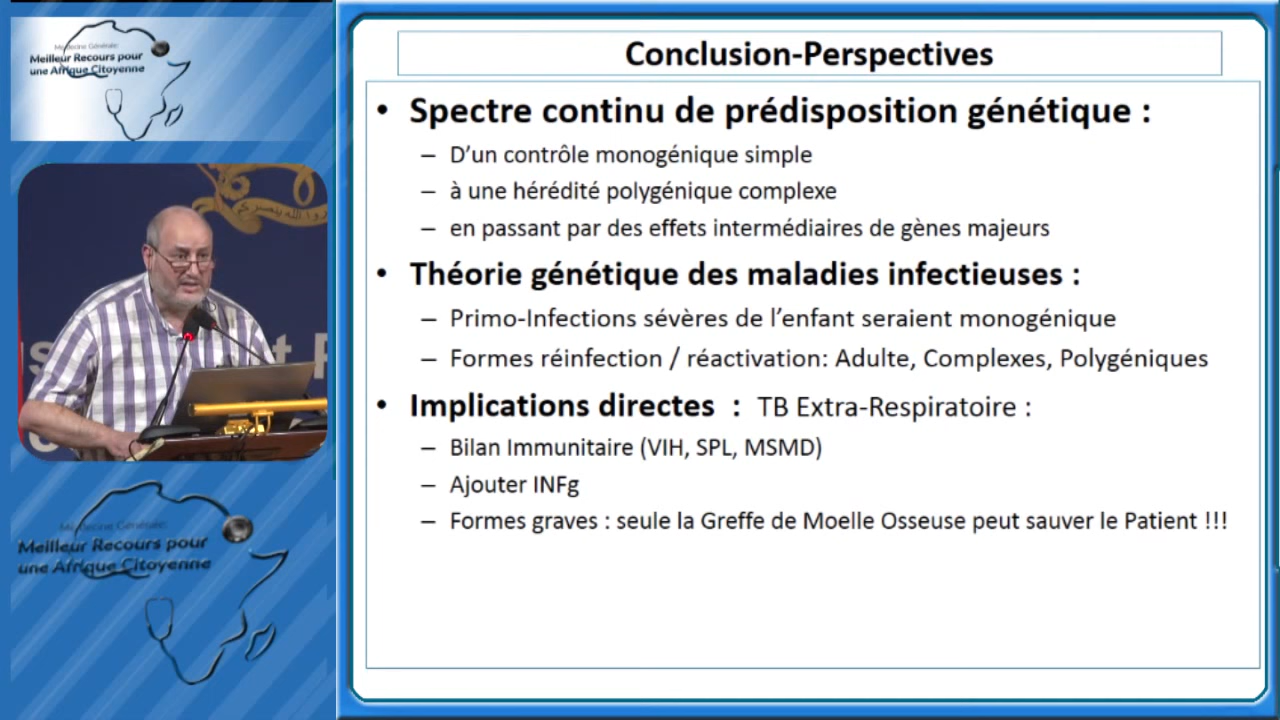 Médecine Générale:
Meilleur Recours pour
une Afrique Cityenne
Conclusion-Perspectives
• Spectre continu de prédisposition génétique :
– D'un contrôle monogénique simple
– à une hérédité polygénique complexe
– en passant par des effets intermédiaires de gènes majeurs
• Théorie génétique des maladies infectieuses :
– Primo-Infections sévères de l'enfant seraient monogénique
– Formes réinfection / réactivation: Adulte, Complexes, Polygéniques
• Implications directes : TB Extra-Respiratoire :
– Bilan Immunitaire (VIH, SPL, MSMD)
– Ajouter INFg
– Formes graves : seule la Greffe de Moelle Osseuse peut sauver le Patient !!!
Médecine Générale:
Meilleur Recours pour
une Afrique Citoyenne